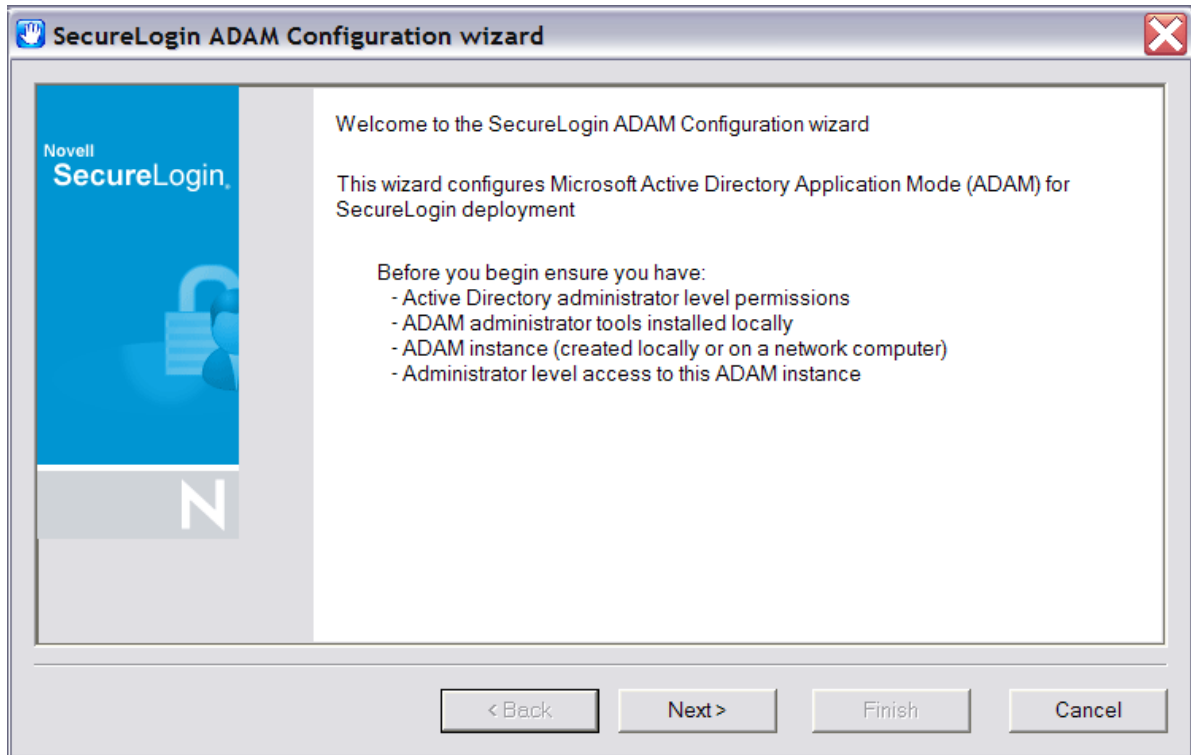 SecureLogin ADAM Configuration wizard
Novell
SecureLogin®
Welcome to the SecureLogin ADAM Configuration wizard
This wizard configures Microsoft Active Directory Application Mode (ADAM) for
SecureLogin deployment
Before you begin ensure you have:
- Active Directory administrator level permissions
- ADAM administrator tools installed locally
- ADAM instance (created locally or on a network computer)
- Administrator level access to this ADAM instance
N
< Back
Next >
Finish
Cancel